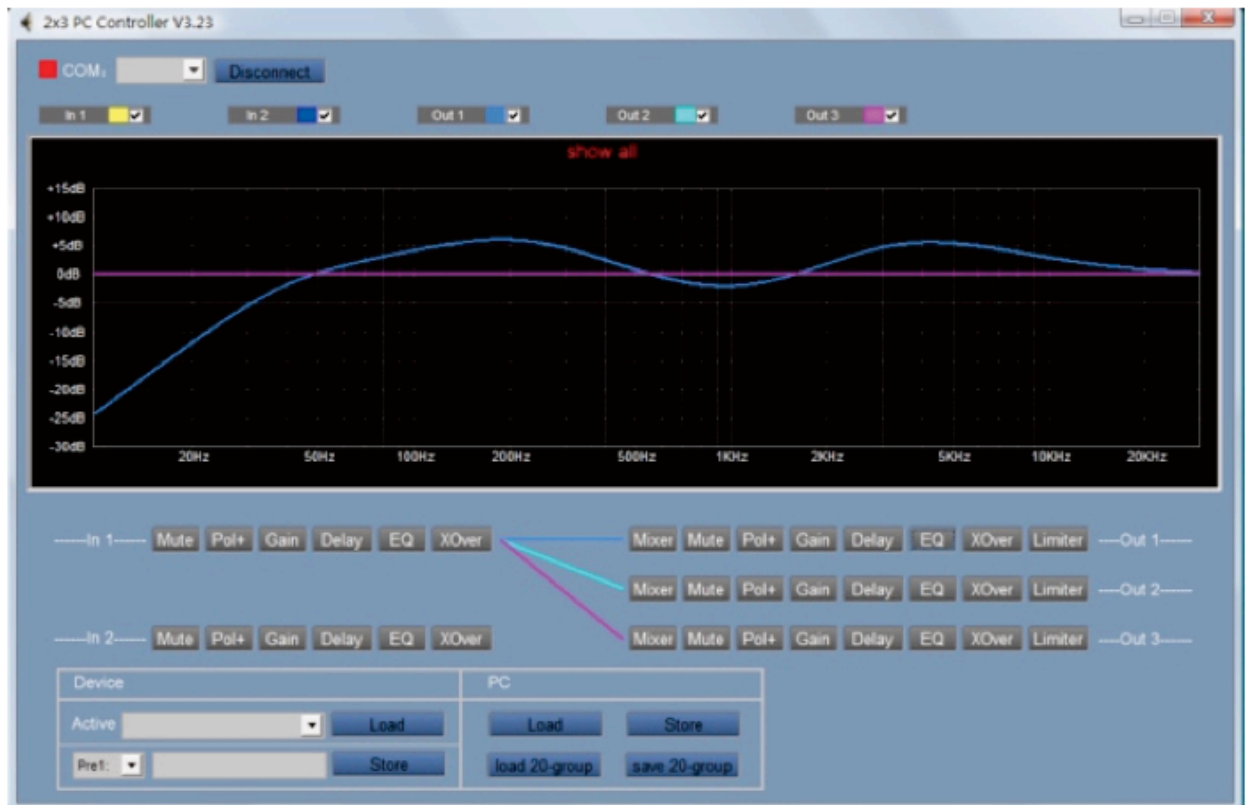 2x3 PC Controller V3.23
COM: Disconnect
In 1 In 2 Out 1 Out 2 Out 3
show all
+15dB
+10dB
+5dB
0dB
-5dB
-10dB
-15dB
-20dB
-25dB
-30dB
20Hz 50Hz 100Hz 200Hz 500Hz 1KHz 2KHz 5KHz 10KHz 20KHz
------In 1------ Mute Pol+ Gain Delay EQ XOver Mixer Mute Pol+ Gain Delay EQ XOver Limiter ----Out 1------
Mixer Mute Pol+ Gain Delay EQ XOver Limiter ----Out 2------
------In 2------ Mute Pol+ Gain Delay EQ XOver Mixer Mute Pol+ Gain Delay EQ XOver Limiter ----Out 3------
Device PC
Active Load Load Store
Pre1: Store load 20-group save 20-group